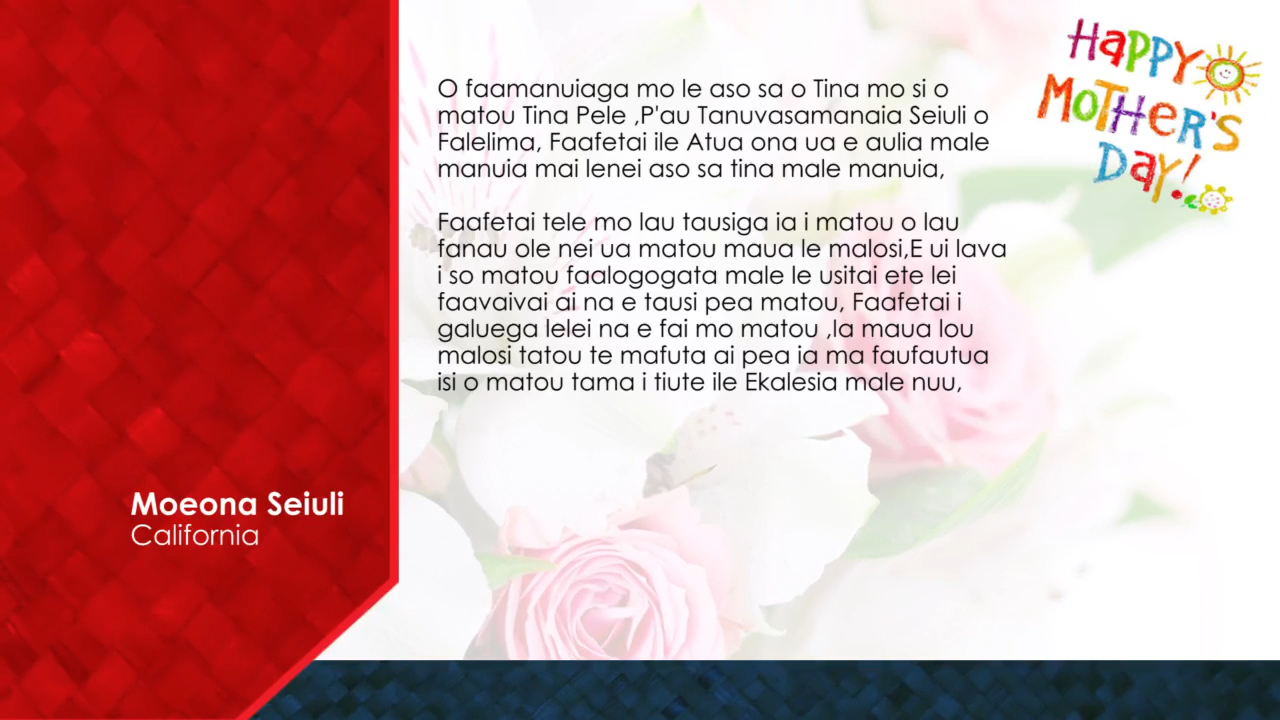 HAPPY
MOTHER'S
DAY!
O faamanuiaga mo le aso sa o Tina mo si o
matou Tina Pele ,P'au Tanuvasamanaia Seiuli o
Falelima, Faafetai ile Atua ona ua e aulia male
manuia mai lenei aso sa tina male manuia,
Faafetai tele mo lau tausiga ia i matou o lau
fanau ole nei ua matou maua le malosi,E ui lava
i so matou faalogogata male le usitai ete lei
faavaivai ai na e tausi pea matou, Faafetai i
galuega lelei na e fai mo matou ,Ia maua lou
malosi tatou te mafuta ai pea ia ma faufautua
isi o matou tama i tiute ile Ekalesia male nuu,
Moeona Seiuli
California